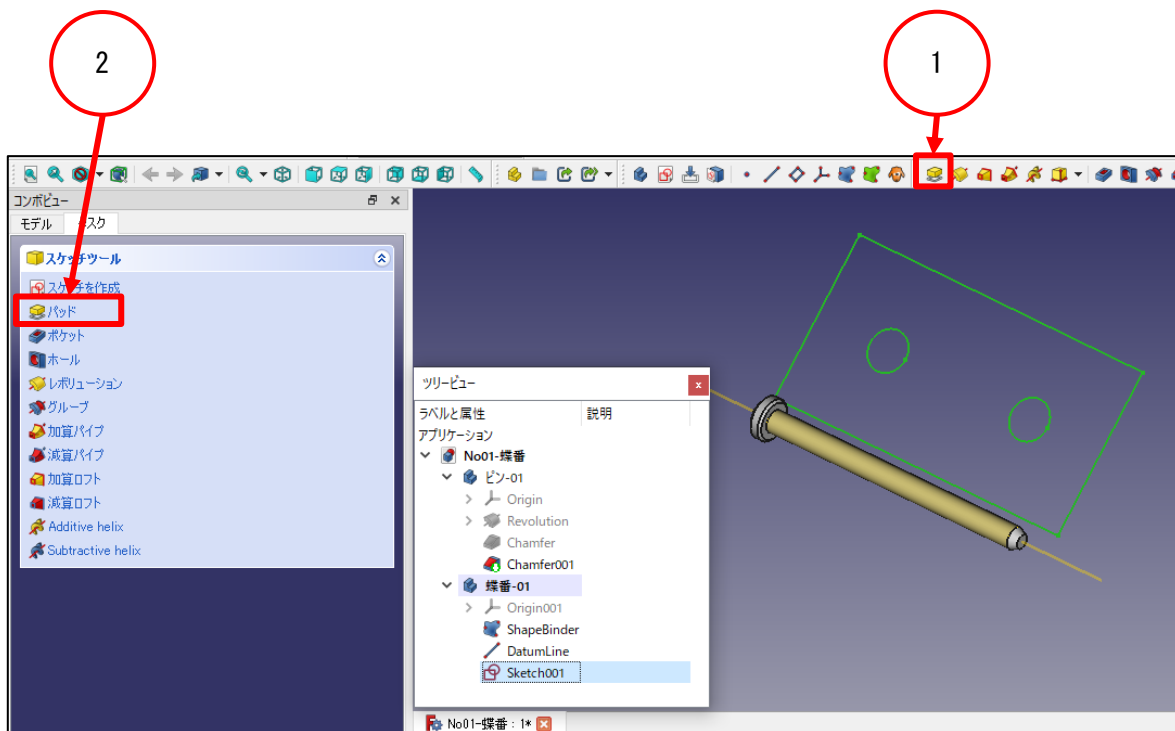 2
1
コンボビュー
モデル タスク
スケッチツール
スケッチを作成
パッド
ポケット
ホール
レボリューション
グルーブ
加算パイプ
減算パイプ
加算ロフト
減算ロフト
Additive helix
Subtractive helix
ツリービュー
ラベルと属性 説明
アプリケーション
No01-蝶番
ピン-01
Origin
Revolution
Chamfer
Chamfer001
蝶番-01
Origin001
ShapeBinder
DatumLine
Sketch001
No01-蝶番 : 1*